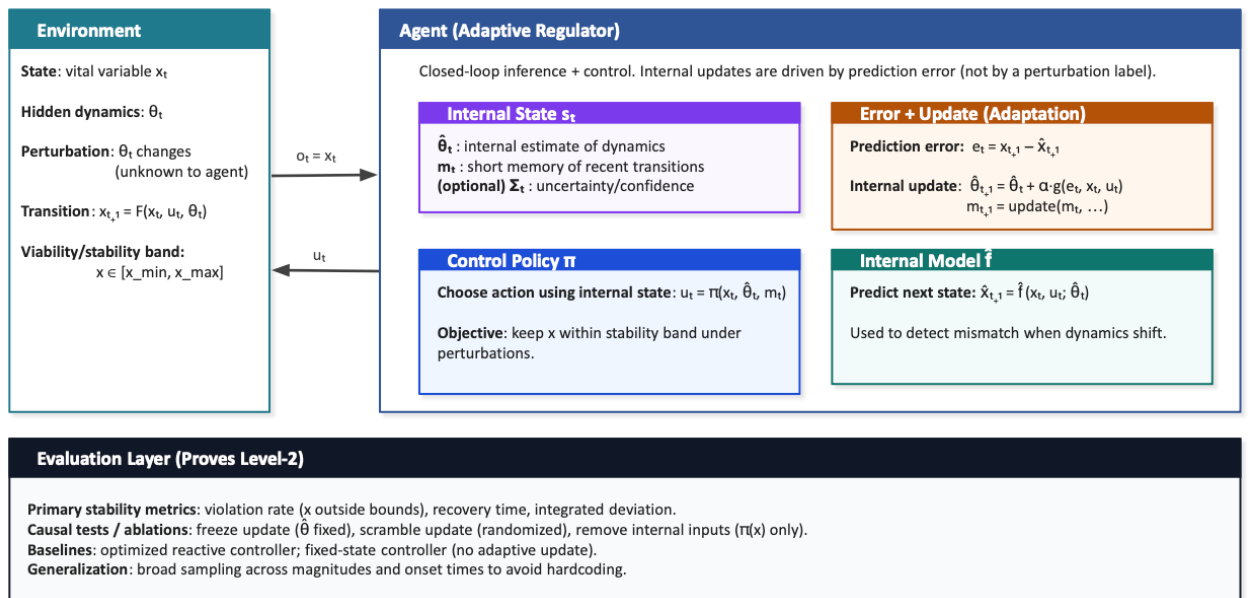 Environment
State: vital variable xₜ
Hidden dynamics: θₜ
Perturbation: θₜ changes
(unknown to agent)
Transition: xₜ₊₁ = F(xₜ, uₜ, θₜ)
Viability/stability band:
x ∈ [x_min, x_max]
oₜ = xₜ
uₜ
Agent (Adaptive Regulator)
Closed-loop inference + control. Internal updates are driven by prediction error (not by a perturbation label).
Internal State sₜ
θ̂ₜ : internal estimate of dynamics
mₜ : short memory of recent transitions
(optional) Σₜ : uncertainty/confidence
Error + Update (Adaptation)
Prediction error: eₜ = xₜ₊₁ – x̂ₜ₊₁
Internal update: θ̂ₜ₊₁ = θ̂ₜ + α·g(eₜ, xₜ, uₜ)
mₜ₊₁ = update(mₜ, …)
Control Policy π
Choose action using internal state: uₜ = π(xₜ, θ̂ₜ, mₜ)
Objective: keep x within stability band under
perturbations.
Internal Model f̂
Predict next state: x̂ₜ₊₁ = f̂ (xₜ, uₜ; θ̂ₜ)
Used to detect mismatch when dynamics shift.
Evaluation Layer (Proves Level-2)
Primary stability metrics: violation rate (x outside bounds), recovery time, integrated deviation.
Causal tests / ablations: freeze update (θ̂ fixed), scramble update (randomized), remove internal inputs (π(x) only).
Baselines: optimized reactive controller; fixed-state controller (no adaptive update).
Generalization: broad sampling across magnitudes and onset times to avoid hardcoding.